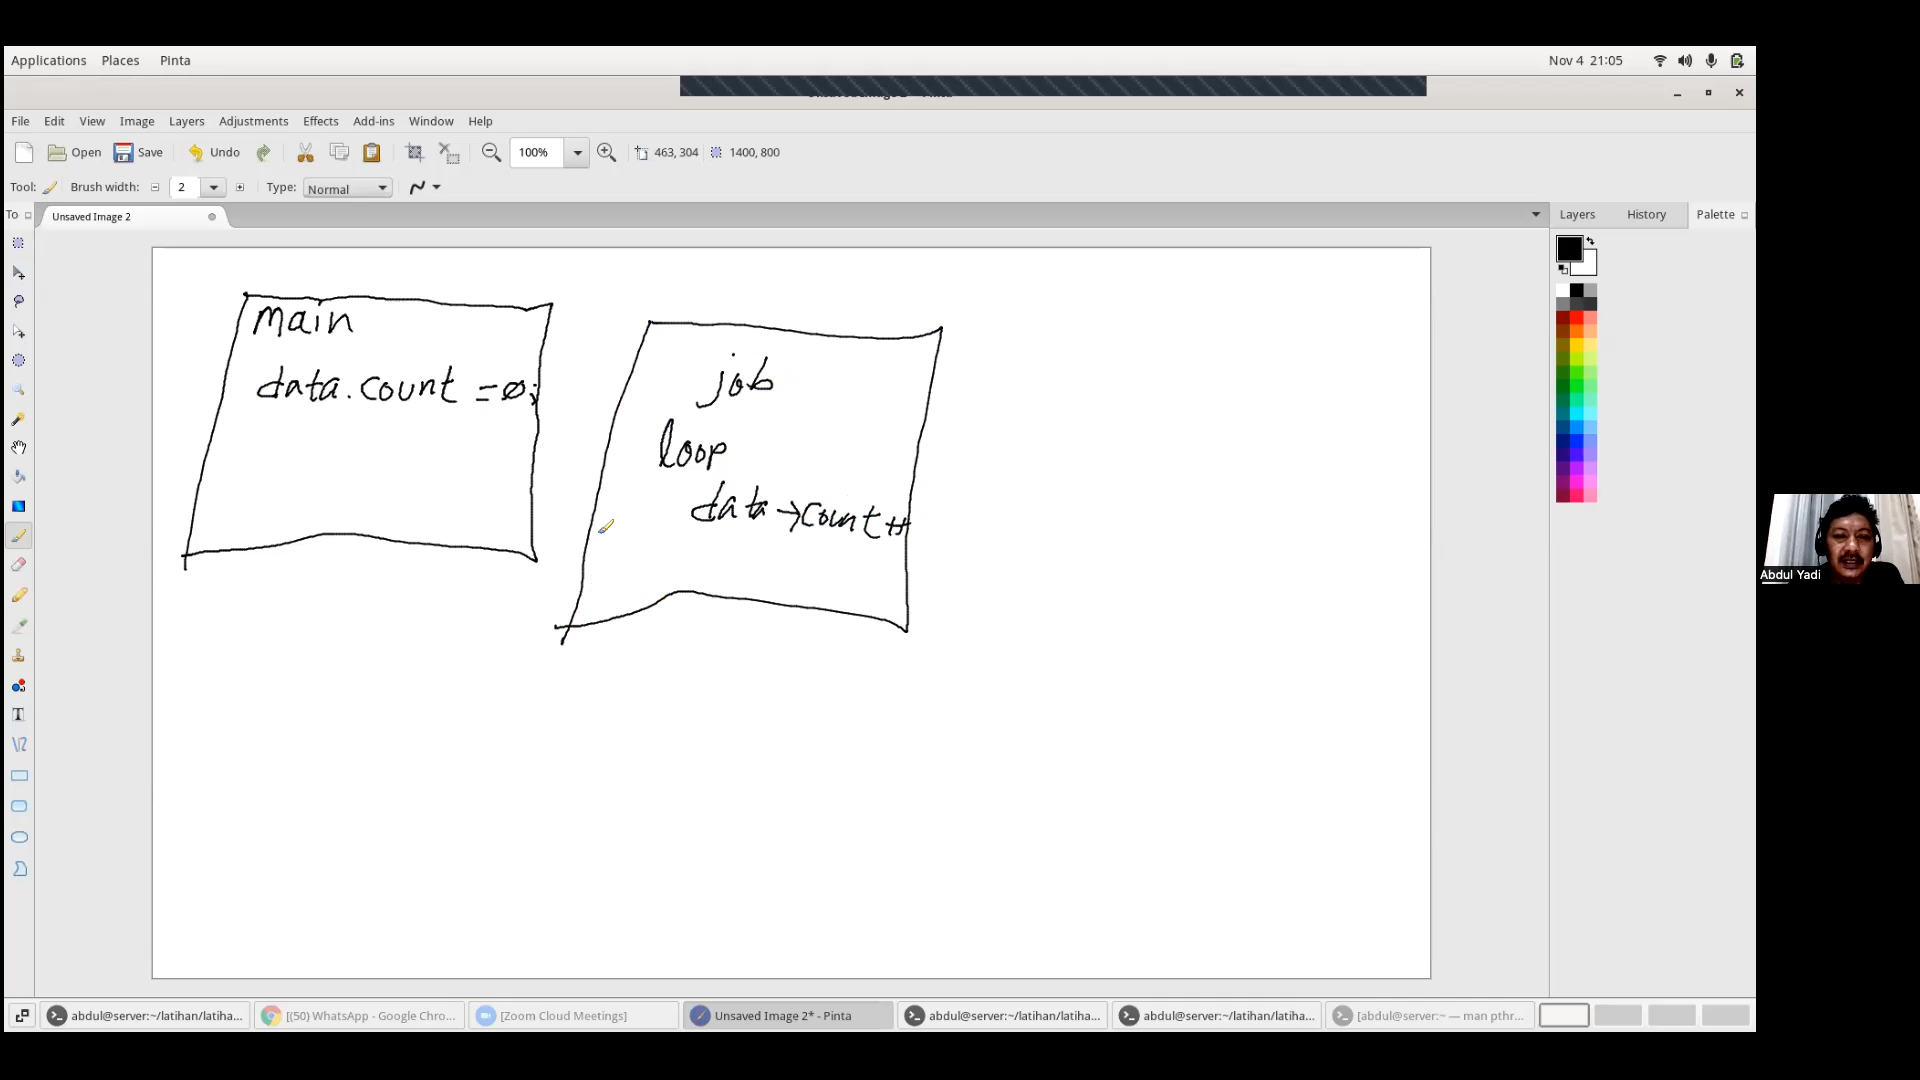 Applications Places Pinta
Nov 4 21:05
File Edit View Image Layers Adjustments Effects Add-ins Window Help
Open Save Undo 100% 463, 304 1400, 800
Tool: Brush width: 2 Type: Normal
To Unsaved Image 2 Layers History Palette
main
data.count =0;
job
loop
data→count++
Abdul Yadi
abdul@server:~/latihan/latiha... [(50) WhatsApp - Google Chro... [Zoom Cloud Meetings] Unsaved Image 2* - Pinta abdul@server:~/latihan/latiha... abdul@server:~/latihan/latiha... [abdul@server:~ — man pthr...